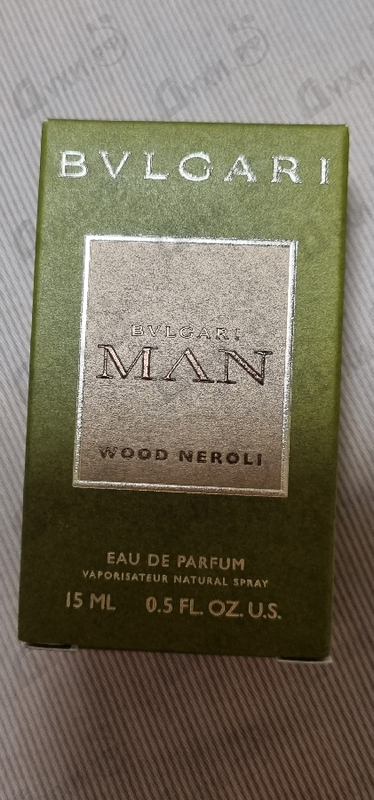 BVLGARI
BVLGARI
MAN
WOOD NEROLI
EAU DE PARFUM
VAPORISATEUR NATURAL SPRAY
15 ML 0.5 FL. OZ. U.S.